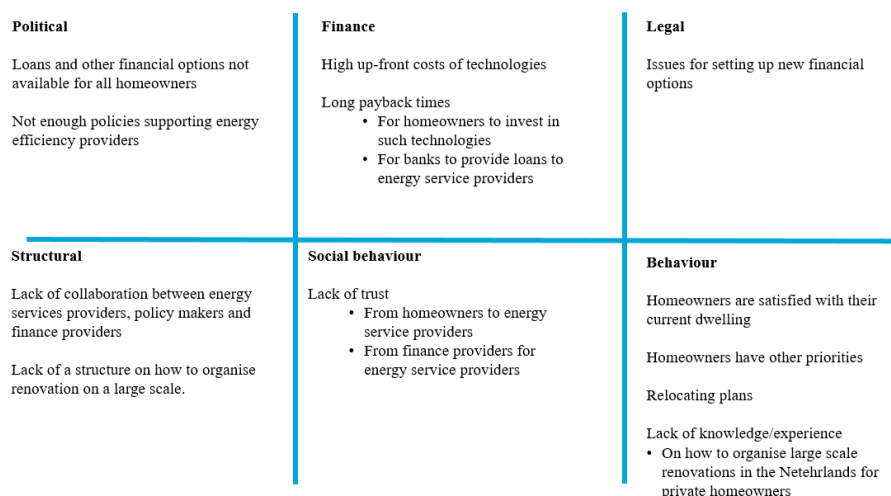 Political
Loans and other financial options not
available for all homeowners
Not enough policies supporting energy
efficiency providers
Finance
High up-front costs of technologies
Long payback times
• For homeowners to invest in
such technologies
• For banks to provide loans to
energy service providers
Legal
Issues for setting up new financial
options
Structural
Lack of collaboration between energy
services providers, policy makers and
finance providers
Lack of a structure on how to organise
renovation on a large scale.
Social behaviour
Lack of trust
• From homeowners to energy
service providers
• From finance providers for
energy service providers
Behaviour
Homeowners are satisfied with their
current dwelling
Homeowners have other priorities
Relocating plans
Lack of knowledge/experience
• On how to organise large scale
renovations in the Netehrlands for
private homeowners